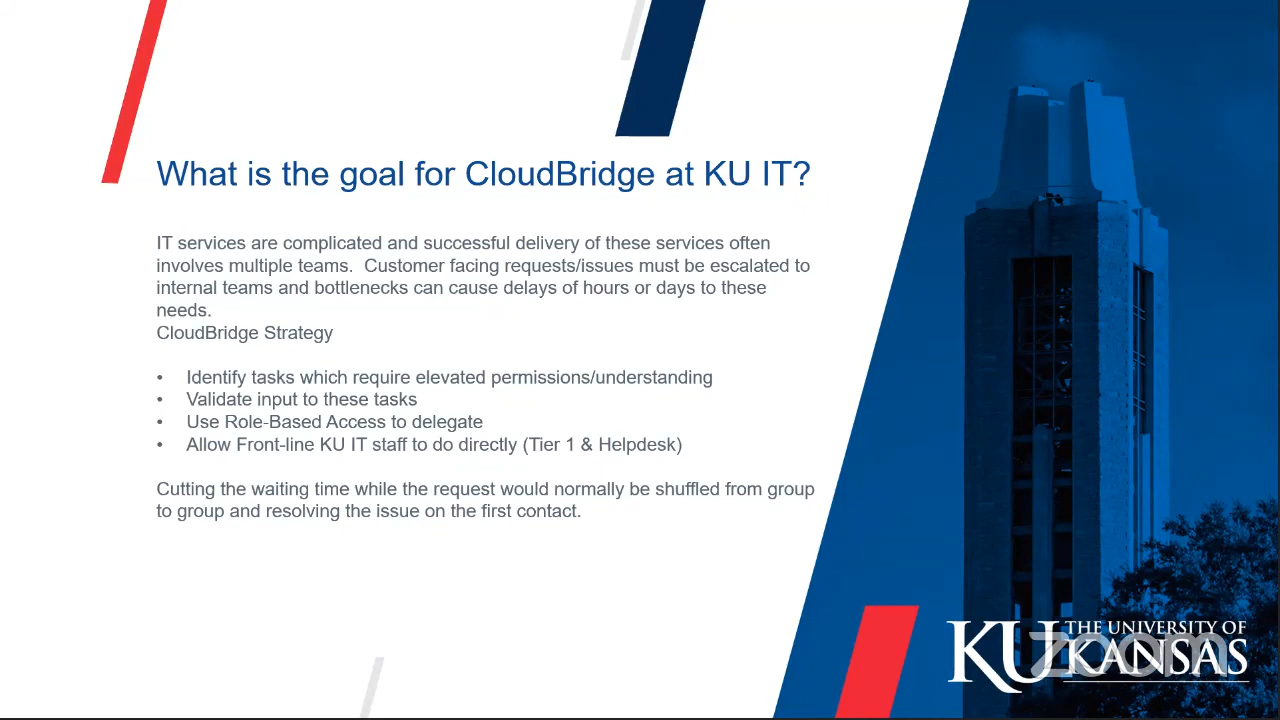 What is the goal for CloudBridge at KU IT?
IT services are complicated and successful delivery of these services often
involves multiple teams.  Customer facing requests/issues must be escalated to
internal teams and bottlenecks can cause delays of hours or days to these
needs.
CloudBridge Strategy
• Identify tasks which require elevated permissions/understanding
• Validate input to these tasks
• Use Role-Based Access to delegate
• Allow Front-line KU IT staff to do directly (Tier 1 & Helpdesk)
Cutting the waiting time while the request would normally be shuffled from group
to group and resolving the issue on the first contact.
KU THE UNIVERSITY OF
KANSAS
zoom